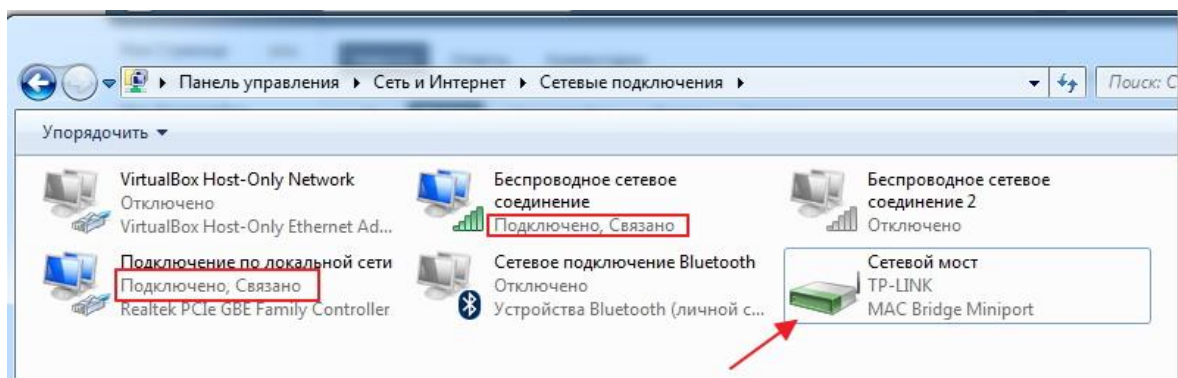 Панель управления ▸ Сеть и Интернет ▸ Сетевые подключения ▸
Поиск: С
Упорядочить ▾
VirtualBox Host-Only Network
Отключено
VirtualBox Host-Only Ethernet Ad...
Беспроводное сетевое
соединение
Подключено, Связано
Беспроводное сетевое
соединение 2
Отключено
Подключение по локальной сети
Подключено, Связано
Realtek PCIe GBE Family Controller
Сетевое подключение Bluetooth
Отключено
Устройства Bluetooth (личной с...
Сетевой мост
TP-LINK
MAC Bridge Miniport